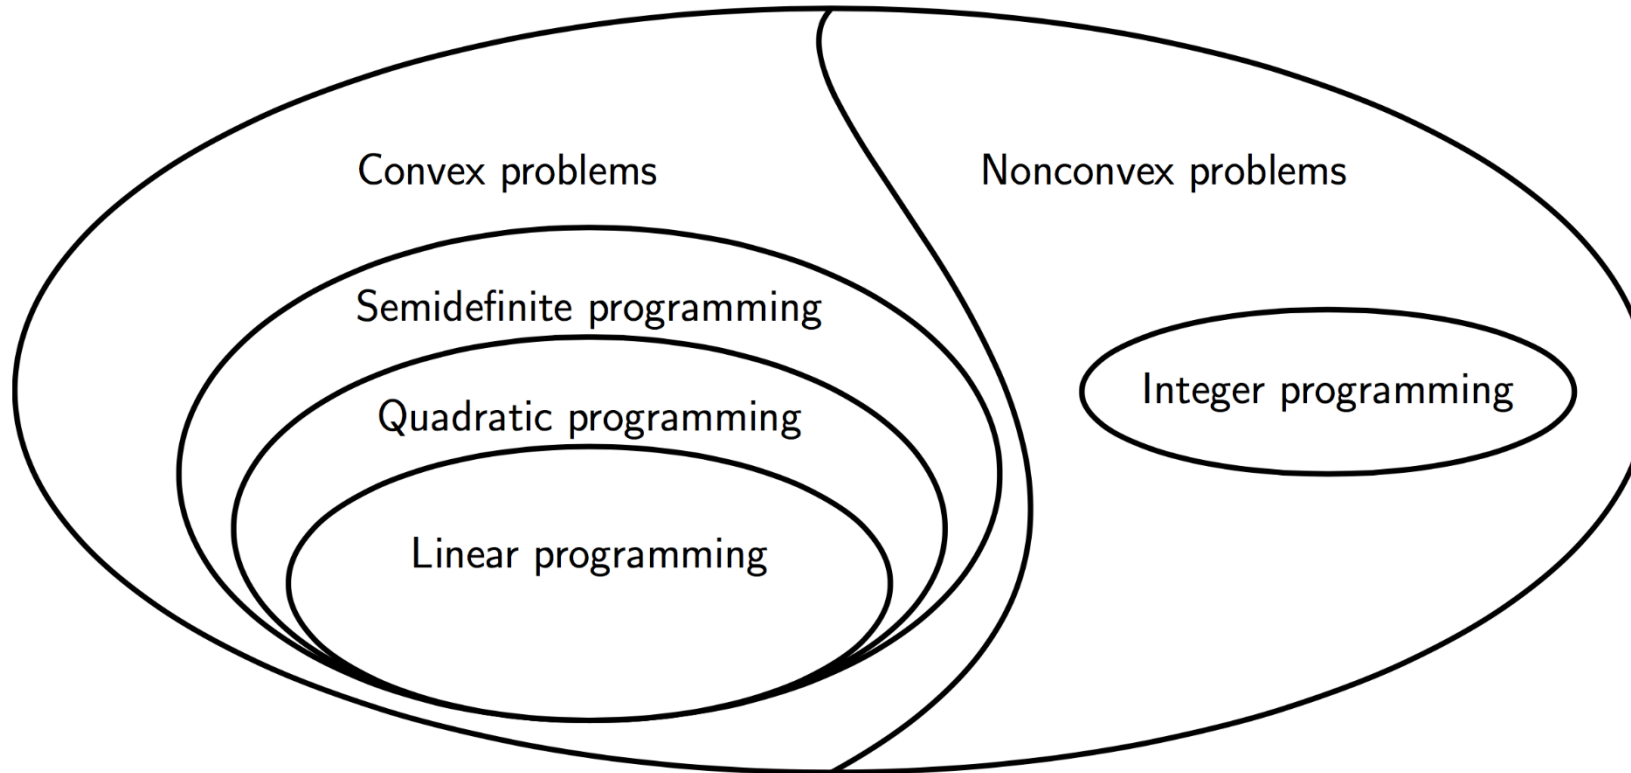 Convex problems
Nonconvex problems
Semidefinite programming
Quadratic programming
Integer programming
Linear programming